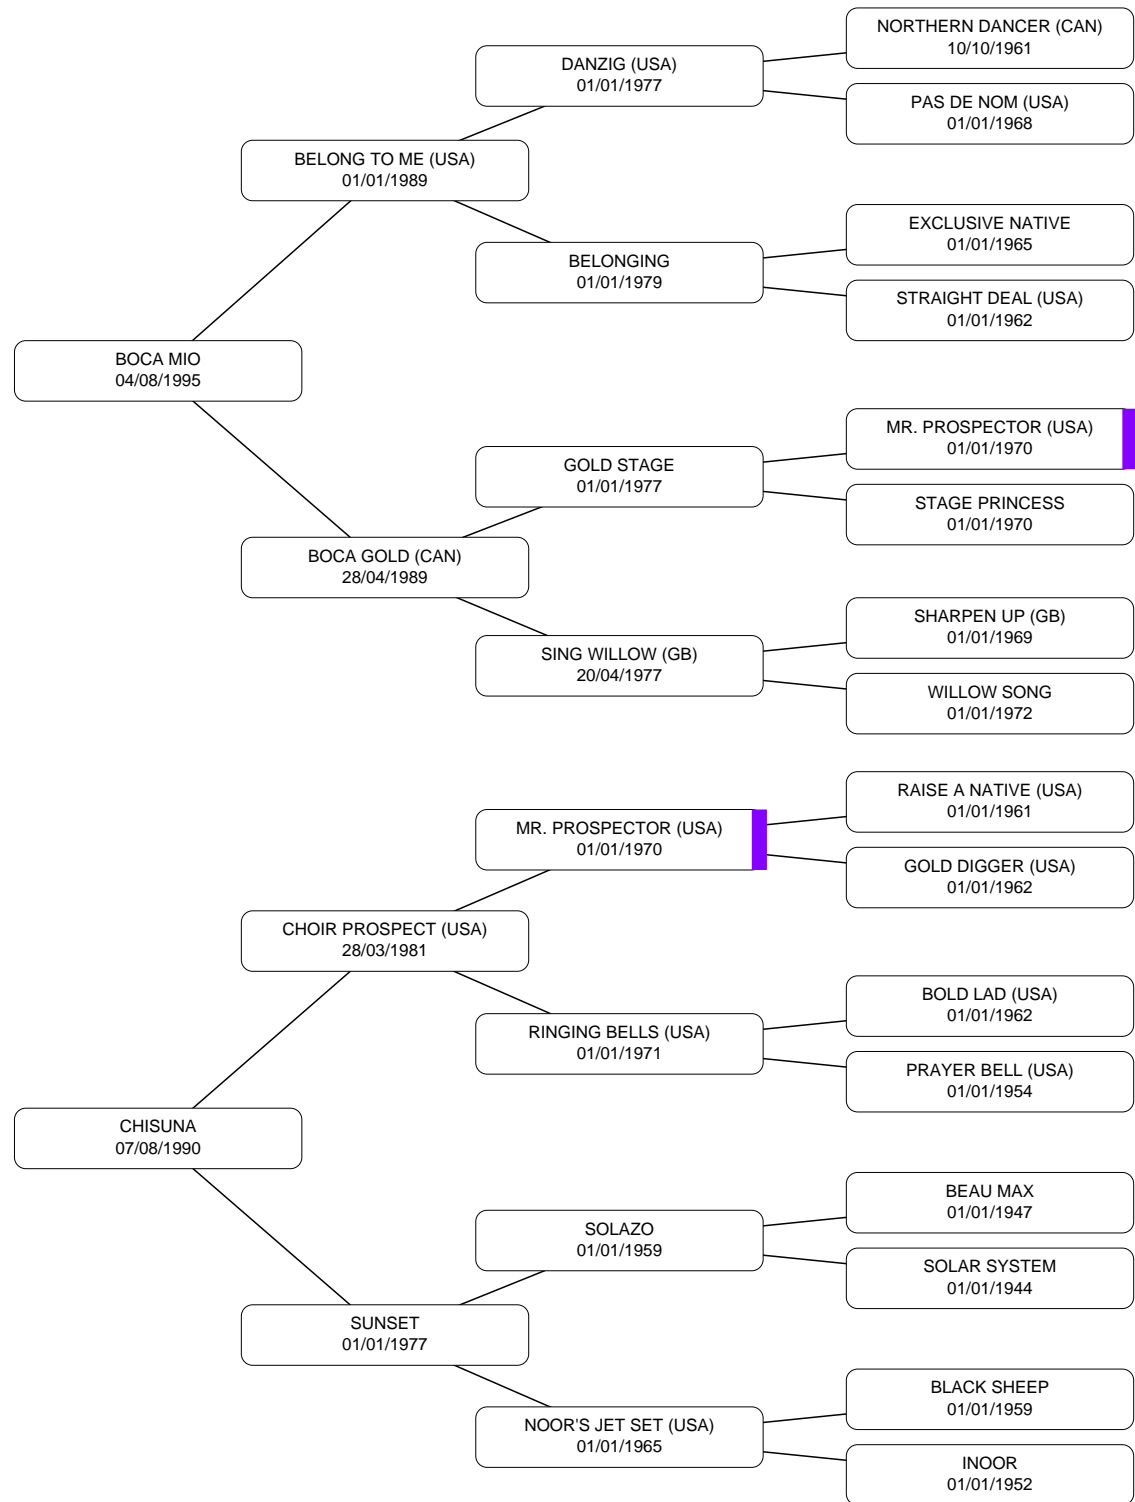 NORTHERN DANCER (CAN)
10/10/1961
DANZIG (USA)
01/01/1977
PAS DE NOM (USA)
01/01/1968
BELONG TO ME (USA)
01/01/1989
EXCLUSIVE NATIVE
01/01/1965
BELONGING
01/01/1979
STRAIGHT DEAL (USA)
01/01/1962
BOCA MIO
04/08/1995
MR. PROSPECTOR (USA)
01/01/1970
GOLD STAGE
01/01/1977
STAGE PRINCESS
01/01/1970
BOCA GOLD (CAN)
28/04/1989
SHARPEN UP (GB)
01/01/1969
SING WILLOW (GB)
20/04/1977
WILLOW SONG
01/01/1972
RAISE A NATIVE (USA)
01/01/1961
MR. PROSPECTOR (USA)
01/01/1970
GOLD DIGGER (USA)
01/01/1962
CHOIR PROSPECT (USA)
28/03/1981
BOLD LAD (USA)
01/01/1962
RINGING BELLS (USA)
01/01/1971
PRAYER BELL (USA)
01/01/1954
CHISUNA
07/08/1990
BEAU MAX
01/01/1947
SOLAZO
01/01/1959
SOLAR SYSTEM
01/01/1944
SUNSET
01/01/1977
BLACK SHEEP
01/01/1959
NOOR'S JET SET (USA)
01/01/1965
INOOR
01/01/1952